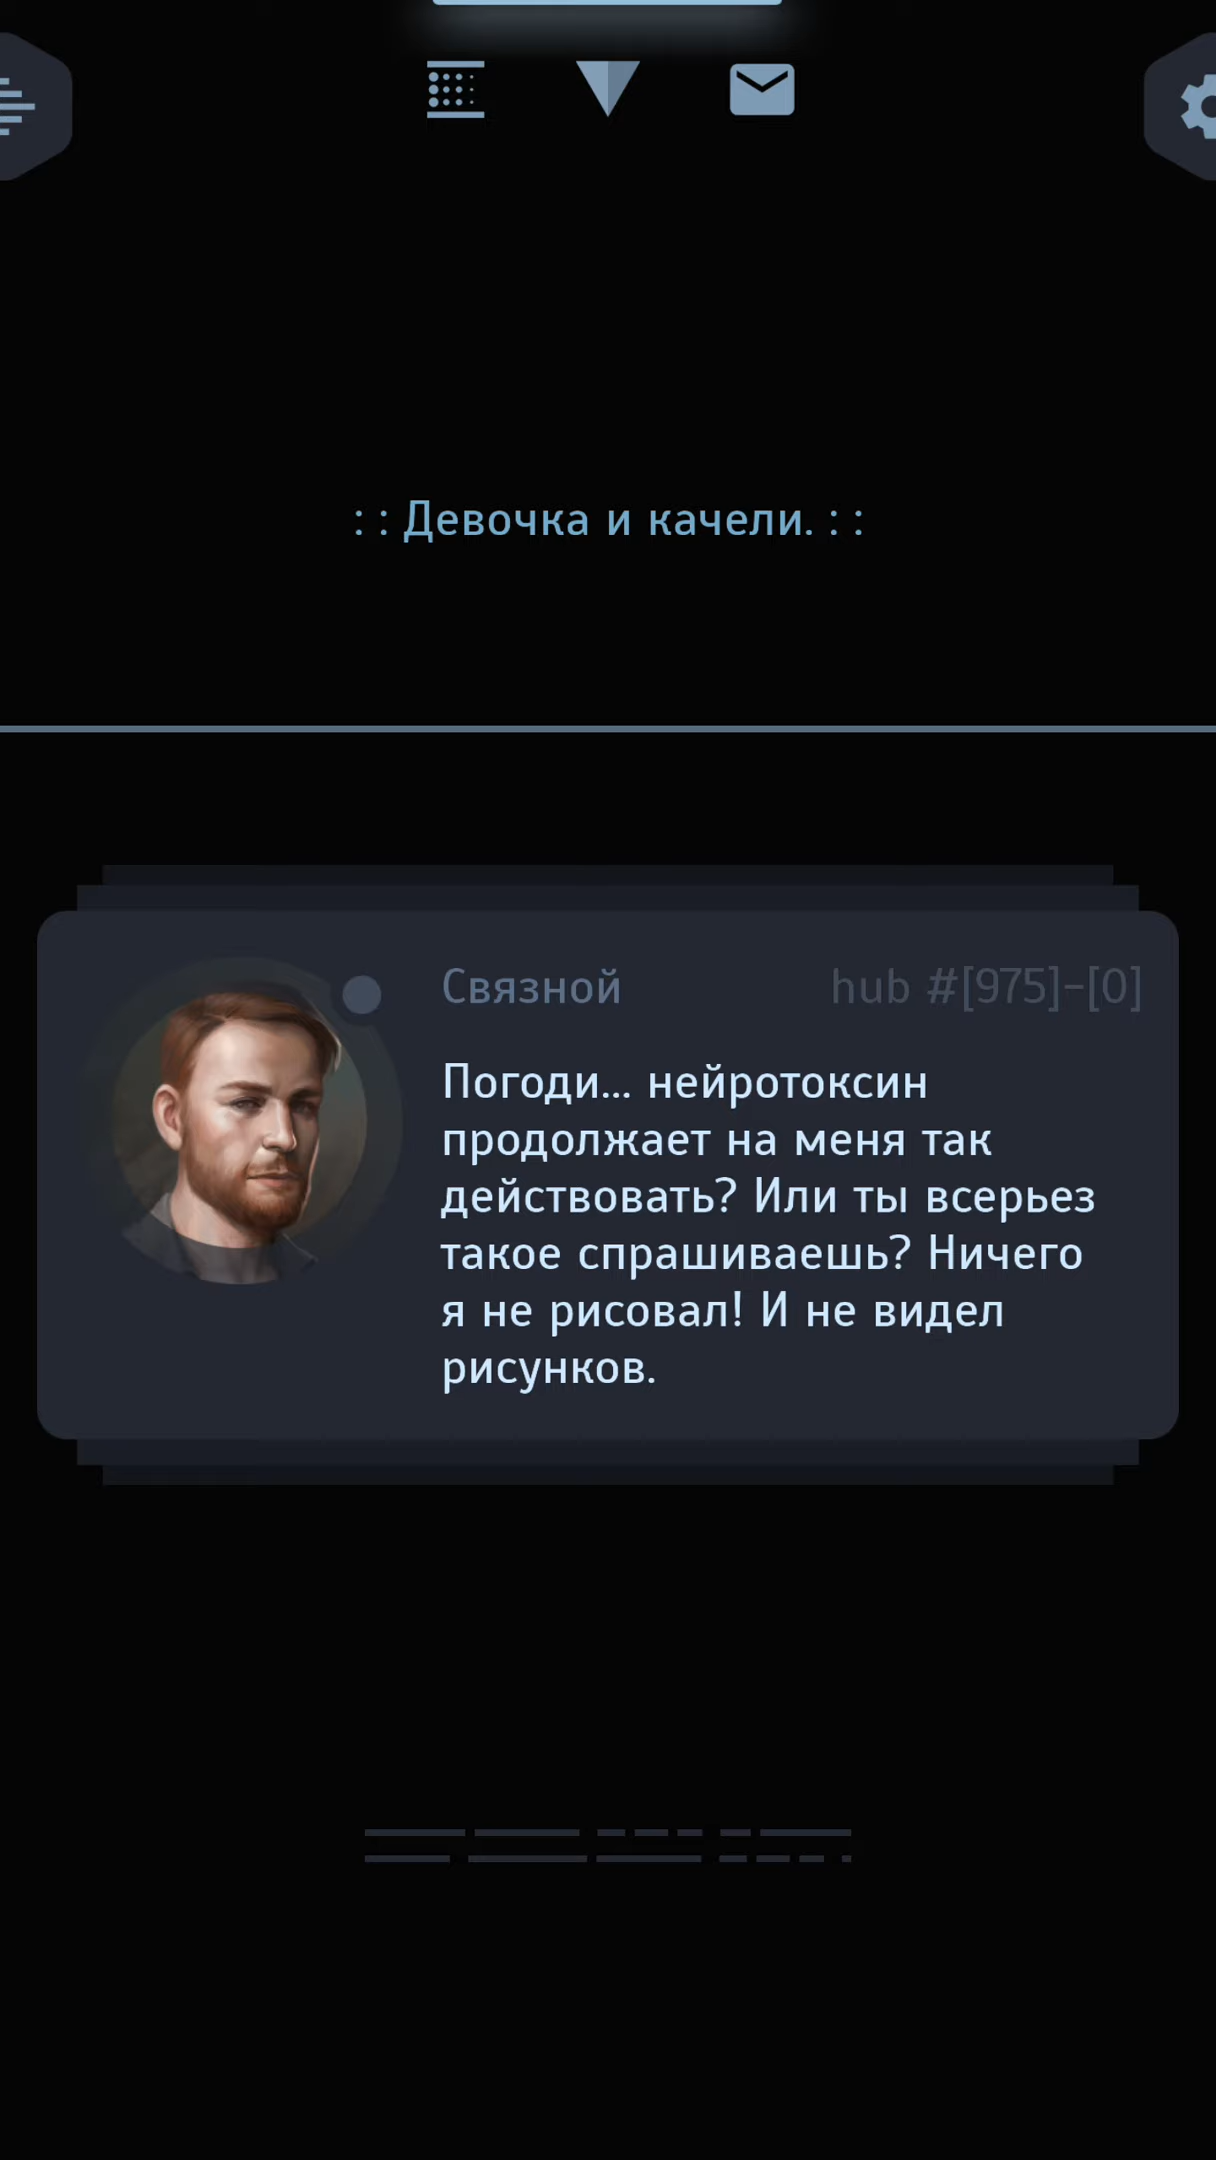 : : Девочка и качели. : :
Связной hub #[975]-[0]
Погоди... нейротоксин
продолжает на меня так
действовать? Или ты всерьез
такое спрашиваешь? Ничего
я не рисовал! И не видел
рисунков.